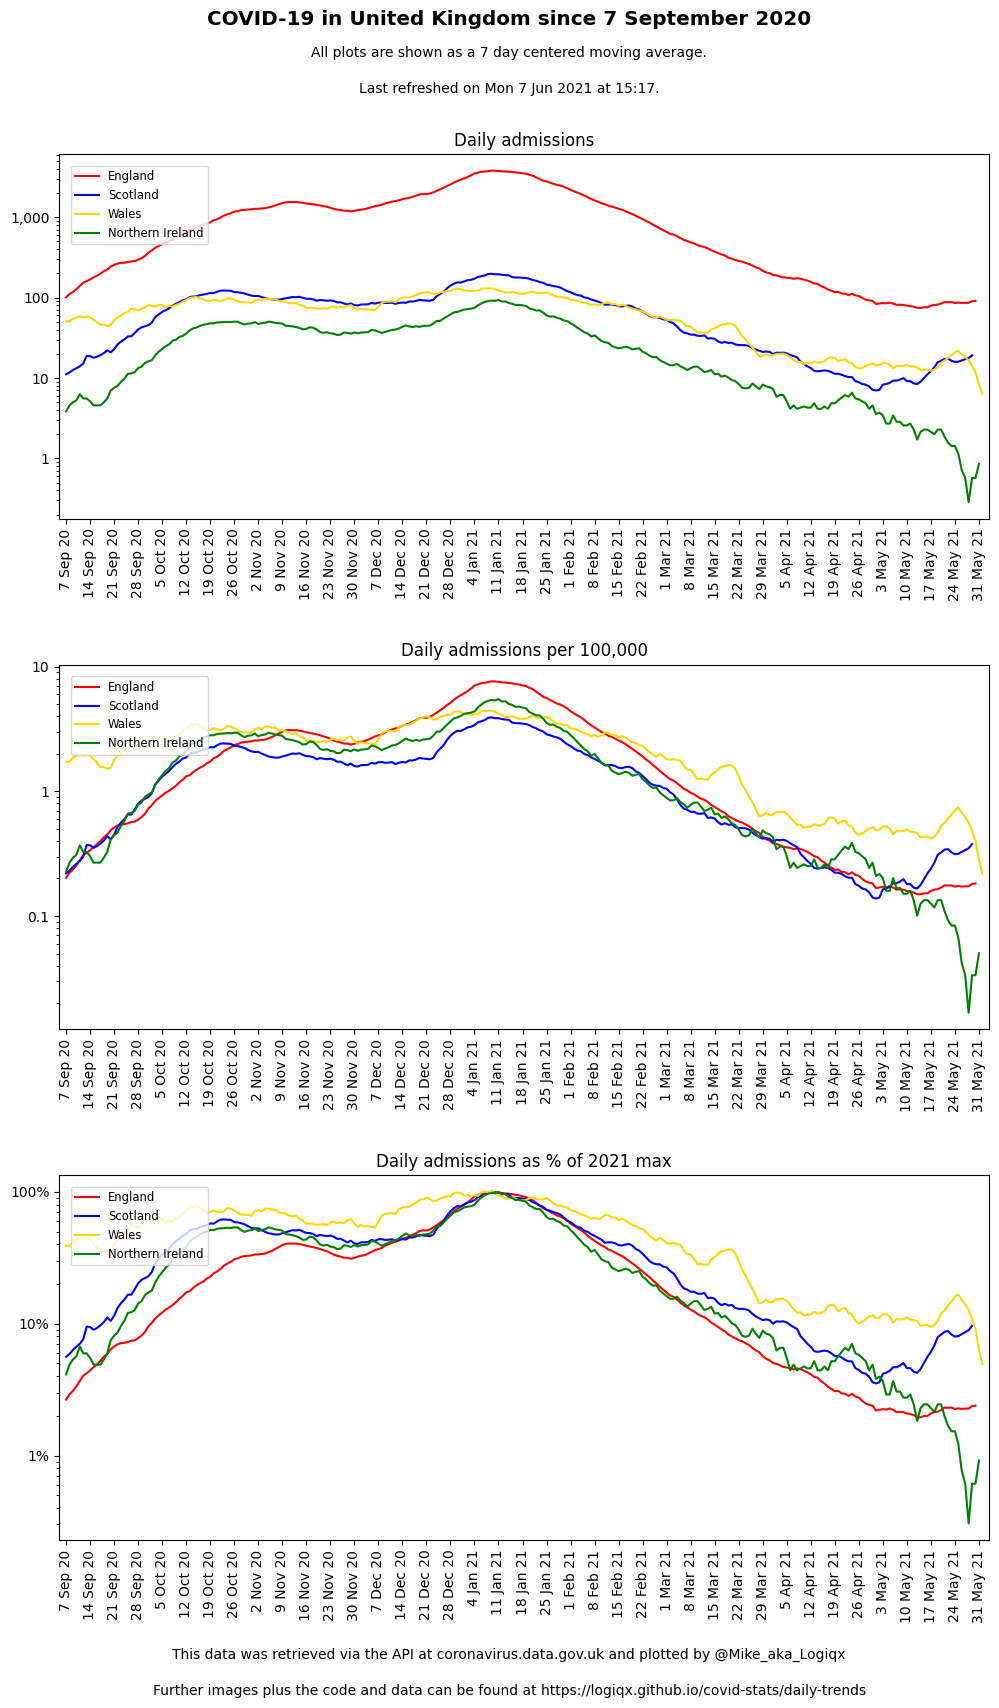 COVID-19 in United Kingdom since 7 September 2020
All plots are shown as a 7 day centered moving average.
Last refreshed on Mon 7 Jun 2021 at 15:17.
Daily admissions
England
Scotland
Wales
Northern Ireland
1,000
100
10
1
7 Sep 20
14 Sep 20
21 Sep 20
28 Sep 20
5 Oct 20
12 Oct 20
19 Oct 20
26 Oct 20
2 Nov 20
9 Nov 20
16 Nov 20
23 Nov 20
30 Nov 20
7 Dec 20
14 Dec 20
21 Dec 20
28 Dec 20
4 Jan 21
11 Jan 21
18 Jan 21
25 Jan 21
1 Feb 21
8 Feb 21
15 Feb 21
22 Feb 21
1 Mar 21
8 Mar 21
15 Mar 21
22 Mar 21
29 Mar 21
5 Apr 21
12 Apr 21
19 Apr 21
26 Apr 21
3 May 21
10 May 21
17 May 21
24 May 21
31 May 21
Daily admissions per 100,000
England
Scotland
Wales
Northern Ireland
10
1
0.1
7 Sep 20
14 Sep 20
21 Sep 20
28 Sep 20
5 Oct 20
12 Oct 20
19 Oct 20
26 Oct 20
2 Nov 20
9 Nov 20
16 Nov 20
23 Nov 20
30 Nov 20
7 Dec 20
14 Dec 20
21 Dec 20
28 Dec 20
4 Jan 21
11 Jan 21
18 Jan 21
25 Jan 21
1 Feb 21
8 Feb 21
15 Feb 21
22 Feb 21
1 Mar 21
8 Mar 21
15 Mar 21
22 Mar 21
29 Mar 21
5 Apr 21
12 Apr 21
19 Apr 21
26 Apr 21
3 May 21
10 May 21
17 May 21
24 May 21
31 May 21
Daily admissions as % of 2021 max
England
Scotland
Wales
Northern Ireland
100%
10%
1%
7 Sep 20
14 Sep 20
21 Sep 20
28 Sep 20
5 Oct 20
12 Oct 20
19 Oct 20
26 Oct 20
2 Nov 20
9 Nov 20
16 Nov 20
23 Nov 20
30 Nov 20
7 Dec 20
14 Dec 20
21 Dec 20
28 Dec 20
4 Jan 21
11 Jan 21
18 Jan 21
25 Jan 21
1 Feb 21
8 Feb 21
15 Feb 21
22 Feb 21
1 Mar 21
8 Mar 21
15 Mar 21
22 Mar 21
29 Mar 21
5 Apr 21
12 Apr 21
19 Apr 21
26 Apr 21
3 May 21
10 May 21
17 May 21
24 May 21
31 May 21
This data was retrieved via the API at coronavirus.data.gov.uk and plotted by @Mike_aka_Logiqx
Further images plus the code and data can be found at https://logiqx.github.io/covid-stats/daily-trends